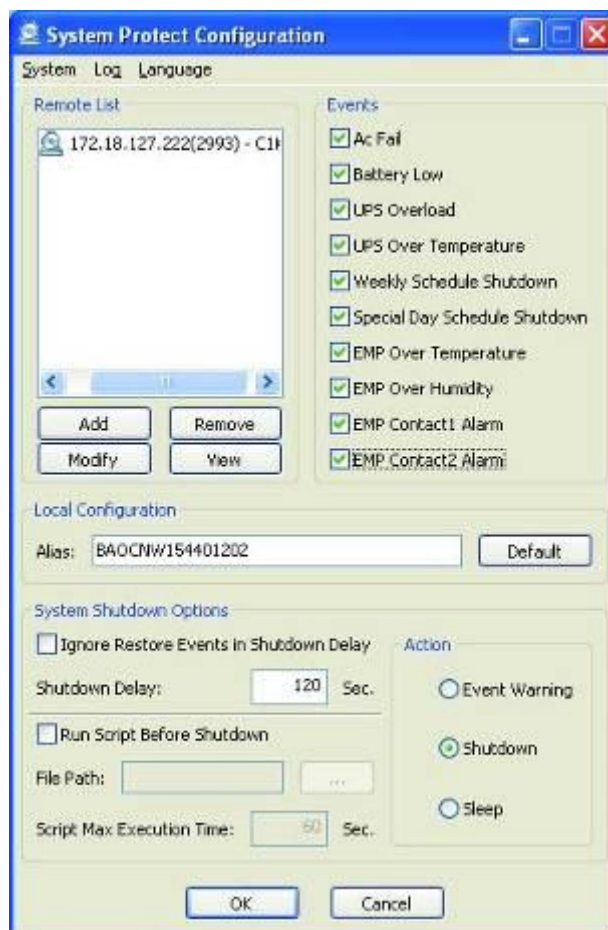 System Protect Configuration
System Log Language
Remote List
172.18.127.222(2993) - C1
Add Remove
Modify View
Events
Ac Fail
Battery Low
UPS Overload
UPS Over Temperature
Weekly Schedule Shutdown
Special Day Schedule Shutdown
EMP Over Temperature
EMP Over Humidity
EMP Contact1 Alarm
EMP Contact2 Alarm
Local Configuration
Alias: BAOCNW154401202 Default
System Shutdown Options
Ignore Restore Events in Shutdown Delay
Shutdown Delay: 120 Sec.
Run Script Before Shutdown
File Path: ...
Script Max Execution Time: 60 Sec.
Action
Event Warning
Shutdown
Sleep
OK Cancel